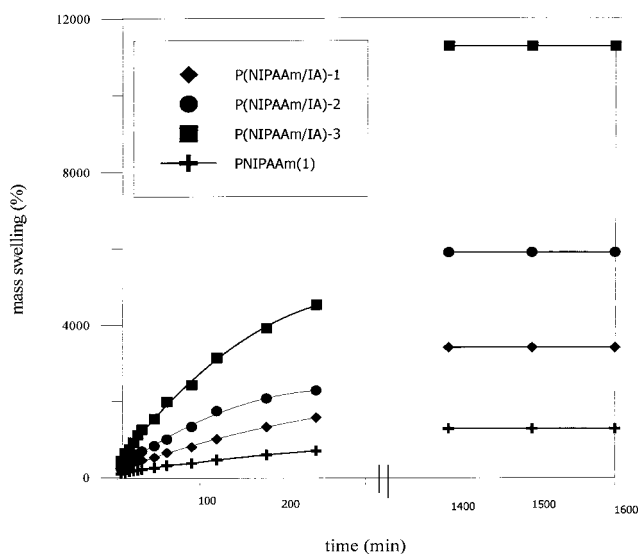 12000
P(NIPAAm/IA)-1
P(NIPAAm/IA)-2
P(NIPAAm/IA)-3
PNIPAAm(1)
8000
mass swelling (%)
4000
0
100 200 1400 1500 1600
time (min)